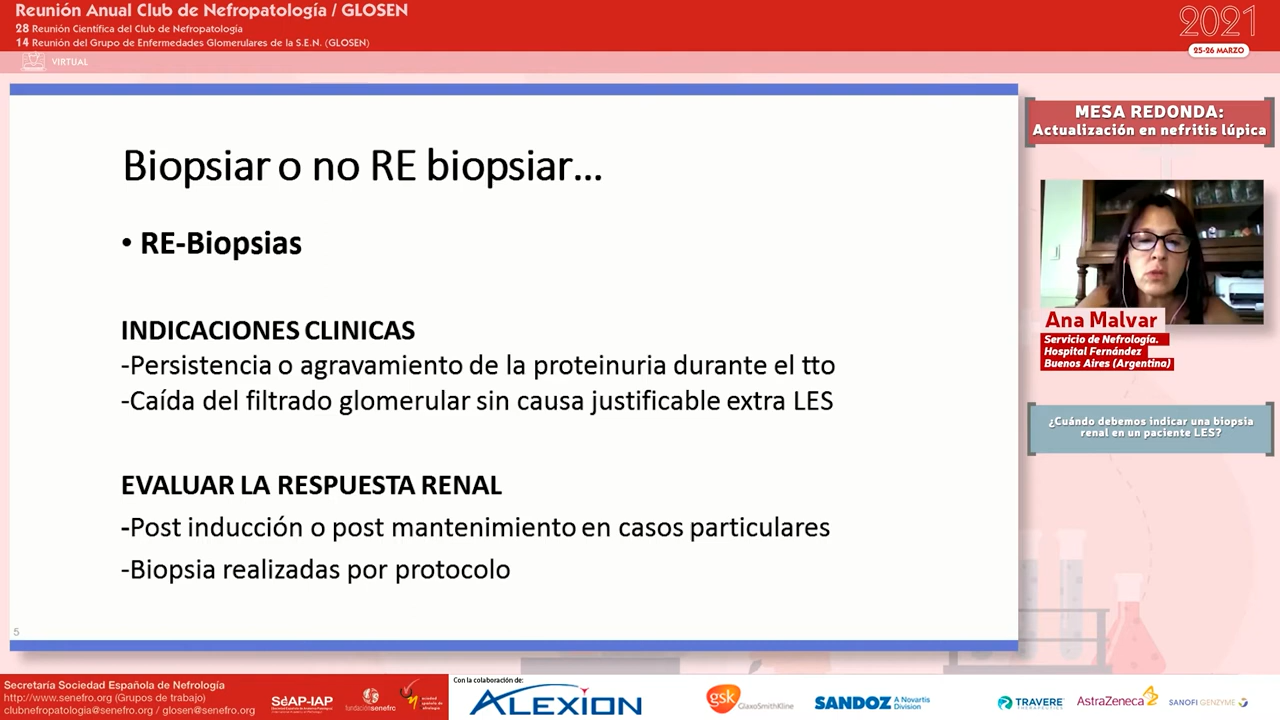 Reunión Anual Club de Nefropatología / GLOSEN
28 Reunión Científica del Club de Nefropatología
14 Reunión del Grupo de Enfermedades Glomerulares de la S.E.N. (GLOSEN)
VIRTUAL
2021
25-26 MARZO
Biopsiar o no RE biopsiar...
• RE-Biopsias
INDICACIONES CLINICAS
-Persistencia o agravamiento de la proteinuria durante el tto
-Caída del filtrado glomerular sin causa justificable extra LES
EVALUAR LA RESPUESTA RENAL
-Post inducción o post mantenimiento en casos particulares
-Biopsia realizadas por protocolo
5
MESA REDONDA:
Actualización en nefritis lúpica
Ana Malvar
Servicio de Nefrología.
Hospital Fernández
Buenos Aires (Argentina)
¿Cuándo debemos indicar una biopsia
renal en un paciente LES?
Secretaría Sociedad Española de Nefrología
http://www.senefro.org (Grupos de trabajo)
clubnefropatologia@senefro.org / glosen@senefro.org
SEAP-IAP
fundaciónsenefro
Con la colaboración de:
ALEXION
gsk
GlaxoSmithKline
SANDOZ A Novartis
Division
TRAVERE
THERAPEUTICS
AstraZeneca
SANOFI GENZYME